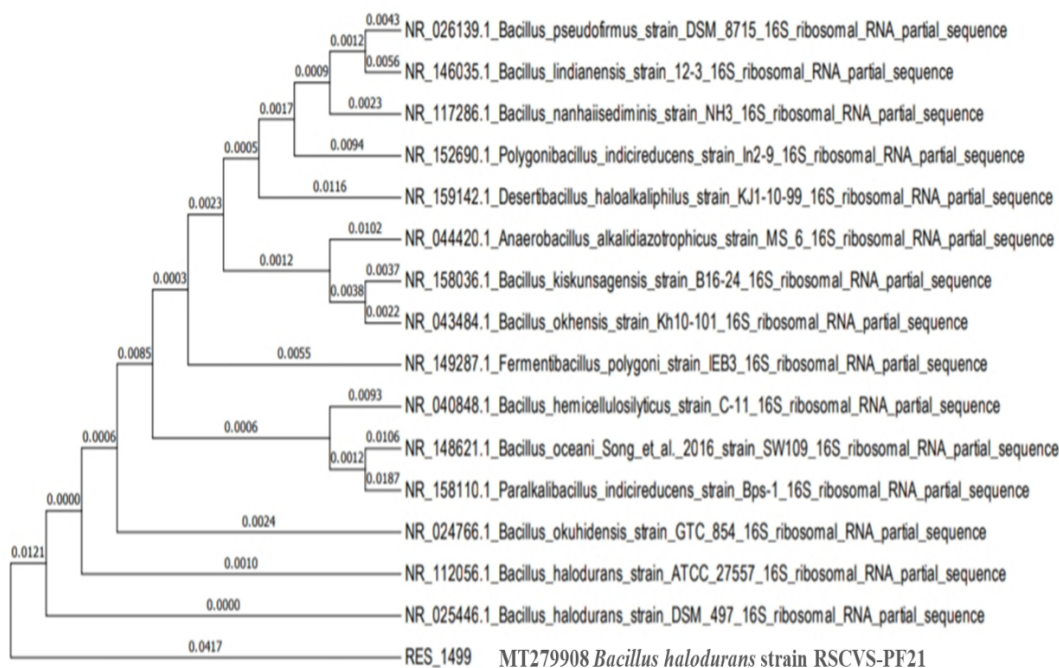 0.0043
NR_026139.1_Bacillus_pseudofirmus_strain_DSM_8715_16S_ribosomal_RNA_partial_sequence
0.0012
0.0056
NR_146035.1_Bacillus_lindianensis_strain_12-3_16S_ribosomal_RNA_partial_sequence
0.0009
0.0023
NR_117286.1_Bacillus_nanhaiisediminis_strain_NH3_16S_ribosomal_RNA_partial_sequence
0.0017
0.0094
NR_152690.1_Polygonibacillus_indicireducens_strain_In2-9_16S_ribosomal_RNA_partial_sequence
0.0005
0.0116
NR_159142.1_Desertibacillus_haloalkaliphilus_strain_KJ1-10-99_16S_ribosomal_RNA_partial_sequence
0.0023
0.0102
NR_044420.1_Anaerobacillus_alkalidiazotrophicus_strain_MS_6_16S_ribosomal_RNA_partial_sequence
0.0012
0.0037
NR_158036.1_Bacillus_kiskunsagensis_strain_B16-24_16S_ribosomal_RNA_partial_sequence
0.0003
0.0038
0.0022
NR_043484.1_Bacillus_okhensis_strain_Kh10-101_16S_ribosomal_RNA_partial_sequence
0.0085
0.0055
NR_149287.1_Fermentibacillus_polygoni_strain_IEB3_16S_ribosomal_RNA_partial_sequence
0.0093
NR_040848.1_Bacillus_hemicellulosilyticus_strain_C-11_16S_ribosomal_RNA_partial_sequence
0.0006
0.0006
0.0106
NR_148621.1_Bacillus_oceani_Song_et_al._2016_strain_SW109_16S_ribosomal_RNA_partial_sequence
0.0012
0.0187
NR_158110.1_Paralkalibacillus_indicireducens_strain_Bps-1_16S_ribosomal_RNA_partial_sequence
0.0000
0.0024
NR_024766.1_Bacillus_okuhidensis_strain_GTC_854_16S_ribosomal_RNA_partial_sequence
0.0121
0.0010
NR_112056.1_Bacillus_halodurans_strain_ATCC_27557_16S_ribosomal_RNA_partial_sequence
0.0000
NR_025446.1_Bacillus_halodurans_strain_DSM_497_16S_ribosomal_RNA_partial_sequence
0.0417
RES_1499 MT279908 Bacillus halodurans strain RSCVS-PF21